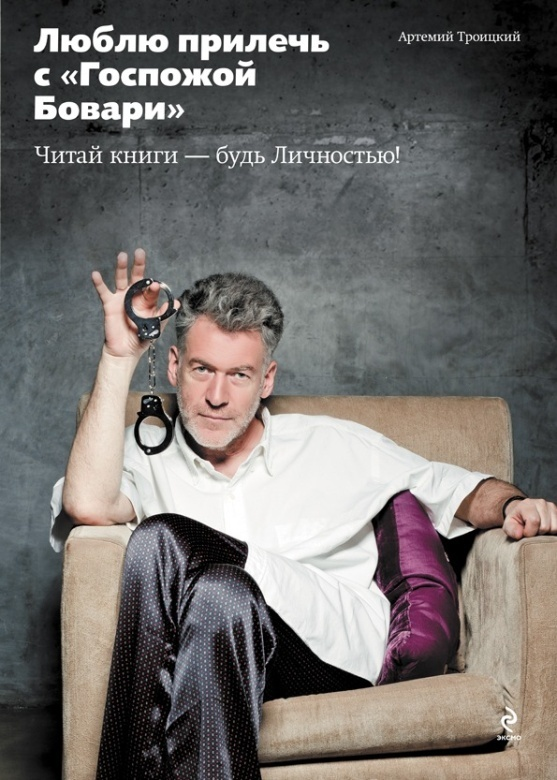 Люблю прилечь
с «Госпожой
Бовари»
Артемий Троицкий
Читай книги — будь Личностью!
ЭКСМО